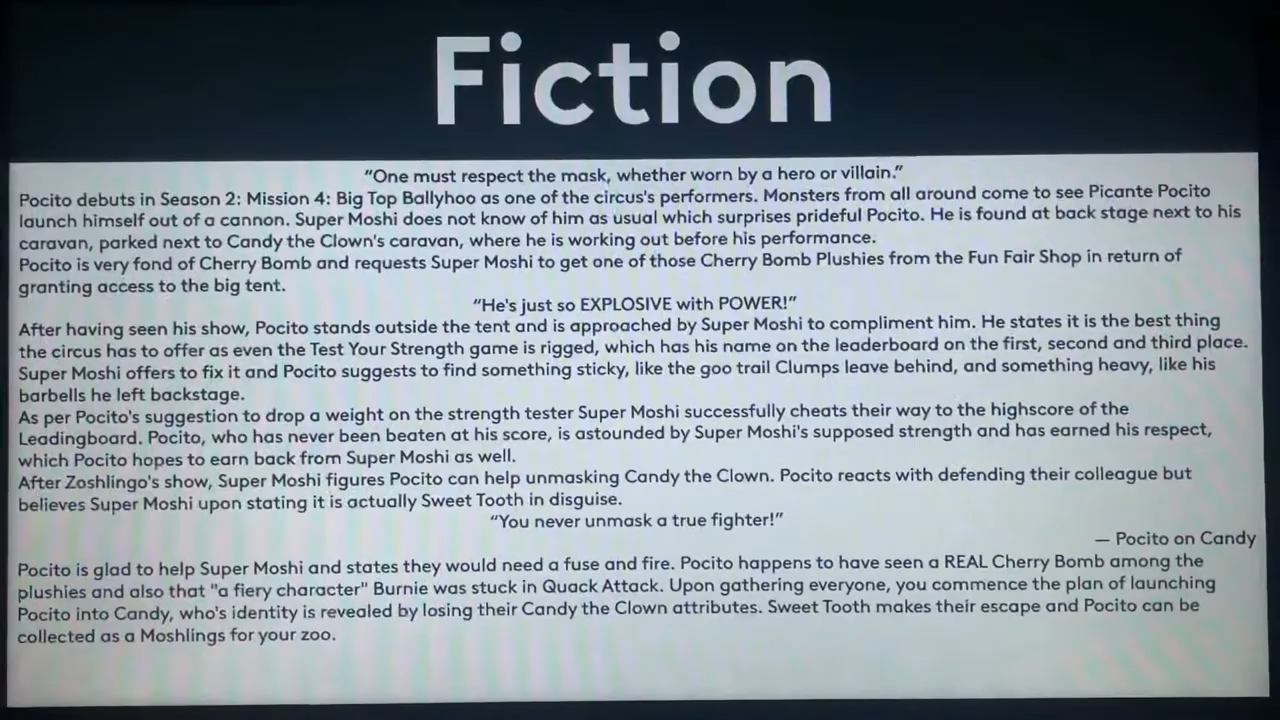 Fiction
“One must respect the mask, whether worn by a hero or villain.”
Pocito debuts in Season 2: Mission 4: Big Top Ballyhoo as one of the circus's performers. Monsters from all around come to see Picante Pocito
launch himself out of a cannon. Super Moshi does not know of him as usual which surprises prideful Pocito. He is found at back stage next to his
caravan, parked next to Candy the Clown's caravan, where he is working out before his performance.
Pocito is very fond of Cherry Bomb and requests Super Moshi to get one of those Cherry Bomb Plushies from the Fun Fair Shop in return of
granting access to the big tent.
“He's just so EXPLOSIVE with POWER!”
After having seen his show, Pocito stands outside the tent and is approached by Super Moshi to compliment him. He states it is the best thing
the circus has to offer as even the Test Your Strength game is rigged, which has his name on the leaderboard on the first, second and third place.
Super Moshi offers to fix it and Pocito suggests to find something sticky, like the goo trail Clumps leave behind, and something heavy, like his
barbells he left backstage.
As per Pocito's suggestion to drop a weight on the strength tester Super Moshi successfully cheats their way to the highscore of the
Leadingboard. Pocito, who has never been beaten at his score, is astounded by Super Moshi's supposed strength and has earned his respect,
which Pocito hopes to earn back from Super Moshi as well.
After Zoshlingo's show, Super Moshi figures Pocito can help unmasking Candy the Clown. Pocito reacts with defending their colleague but
believes Super Moshi upon stating it is actually Sweet Tooth in disguise.
“You never unmask a true fighter!”
— Pocito on Candy
Pocito is glad to help Super Moshi and states they would need a fuse and fire. Pocito happens to have seen a REAL Cherry Bomb among the
plushies and also that "a fiery character" Burnie was stuck in Quack Attack. Upon gathering everyone, you commence the plan of launching
Pocito into Candy, who's identity is revealed by losing their Candy the Clown attributes. Sweet Tooth makes their escape and Pocito can be
collected as a Moshlings for your zoo.